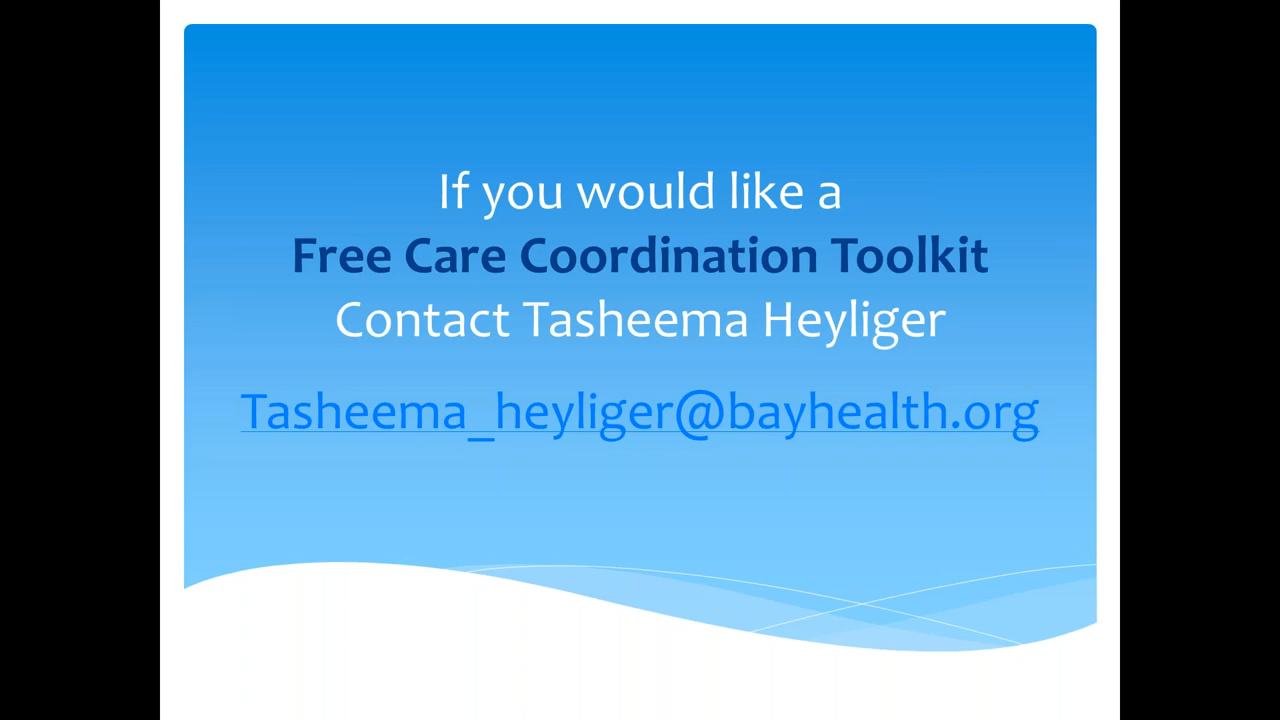 If you would like a
Free Care Coordination Toolkit
Contact Tasheema Heyliger
Tasheema_heyliger@bayhealth.org